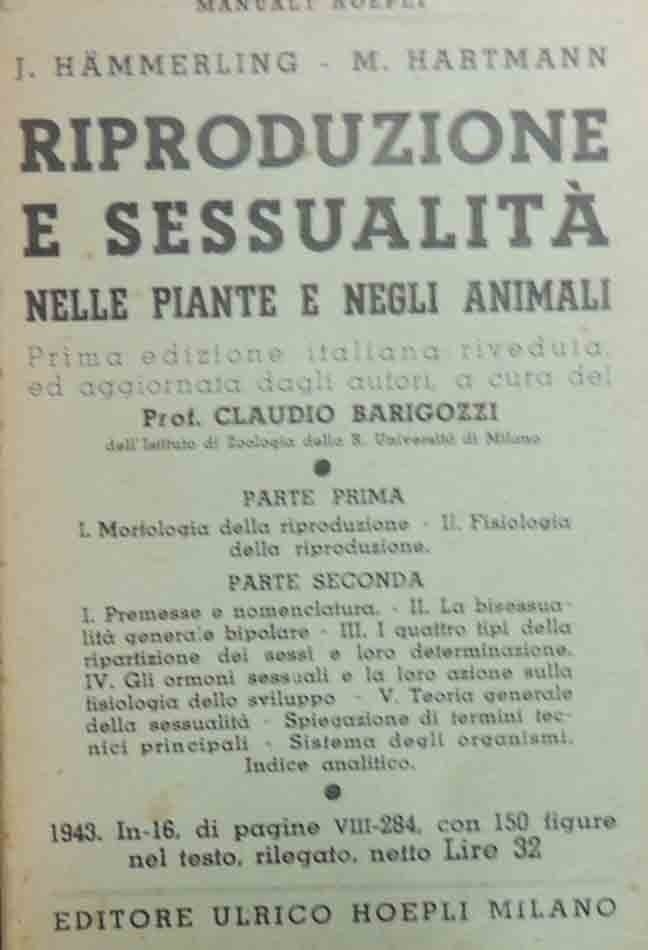 MANUALI HOEPLI
J. HÄMMERLING - M. HARTMANN
RIPRODUZIONE
E SESSUALITÀ
NELLE PIANTE E NEGLI ANIMALI
Prima edizione italiana riveduta,
ed aggiornata dagli autori, a cura del
Prof. CLAUDIO BARIGOZZI
dell'Istituto di Zoologia della R. Università di Milano
●
PARTE PRIMA
I. Morfologia della riproduzione - II. Fisiologia
della riproduzione.
PARTE SECONDA
I. Premesse e nomenclatura. - II. La bisessua-
lità generale bipolare - III. I quattro tipi della
ripartizione dei sessi e loro determinazione.
IV. Gli ormoni sessuali e la loro azione sulla
fisiologia dello sviluppo - V. Teoria generale
della sessualità - Spiegazione di termini tec-
nici principali - Sistema degli organismi.
Indice analitico.
●
1943. In-16, di pagine VIII-284, con 150 figure
nel testo, rilegato, netto Lire 32
EDITORE ULRICO HOEPLI MILANO